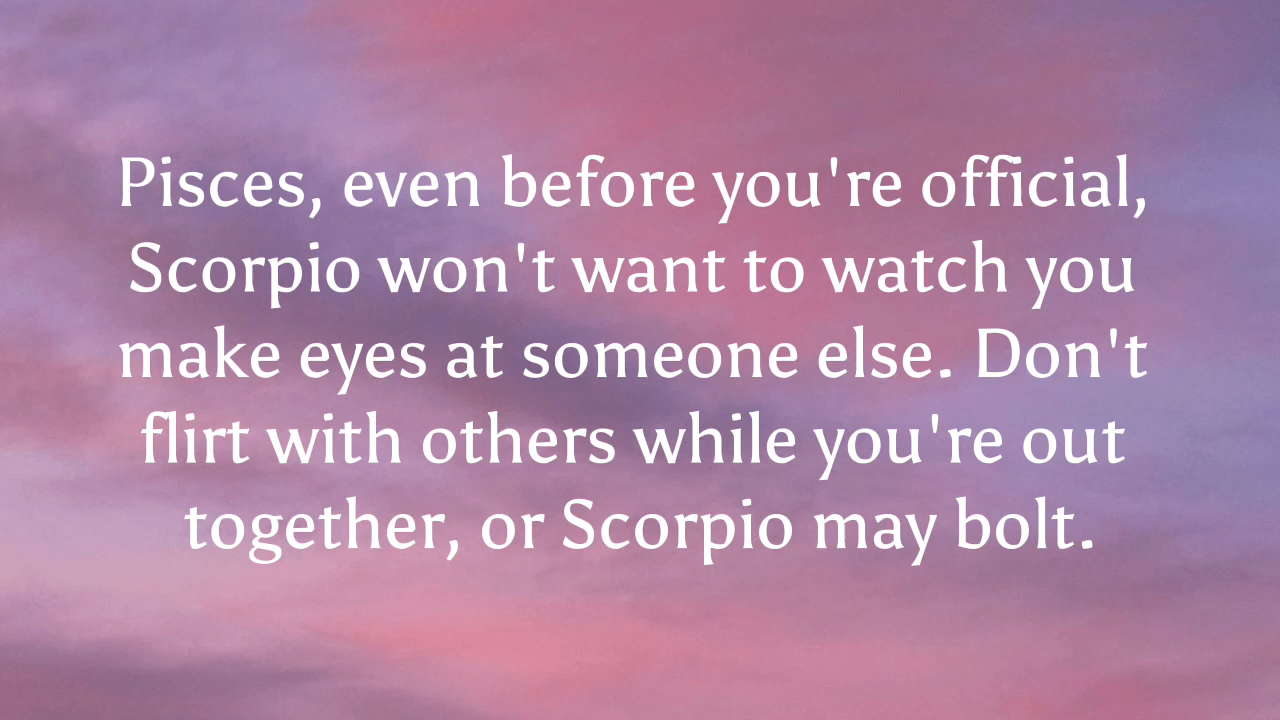 Pisces, even before you're official,
Scorpio won't want to watch you
make eyes at someone else. Don't
flirt with others while you're out
together, or Scorpio may bolt.